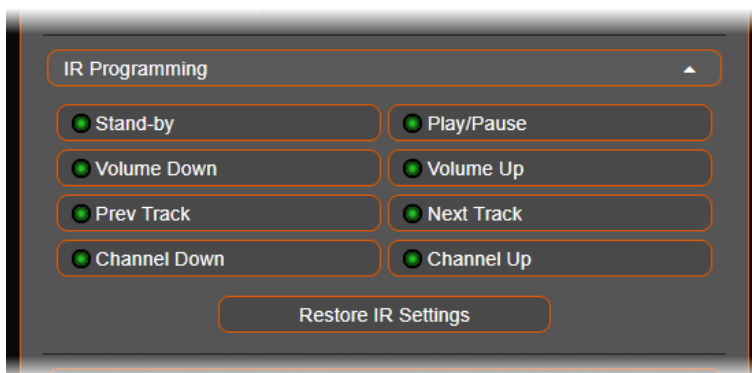 IR Programming
Stand-by
Play/Pause
Volume Down
Volume Up
Prev Track
Next Track
Channel Down
Channel Up
Restore IR Settings